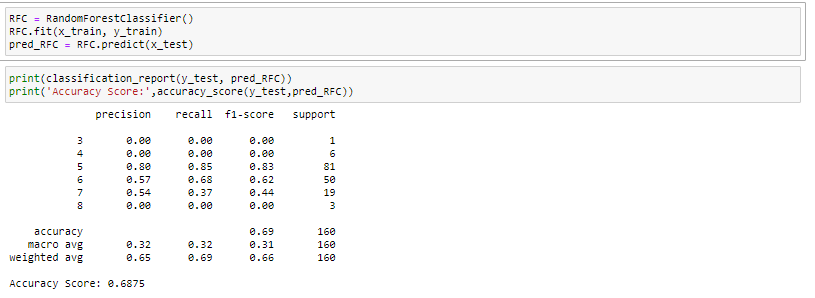 RFC = RandomForestClassifier()
RFC.fit(x_train, y_train)
pred_RFC = RFC.predict(x_test)
print(classification_report(y_test, pred_RFC))
print('Accuracy Score:',accuracy_score(y_test,pred_RFC))
precision recall f1-score support
3 0.00 0.00 0.00 1
4 0.00 0.00 0.00 6
5 0.80 0.85 0.83 81
6 0.57 0.68 0.62 50
7 0.54 0.37 0.44 19
8 0.00 0.00 0.00 3
accuracy 0.69 160
macro avg 0.32 0.32 0.31 160
weighted avg 0.65 0.69 0.66 160
Accuracy Score: 0.6875